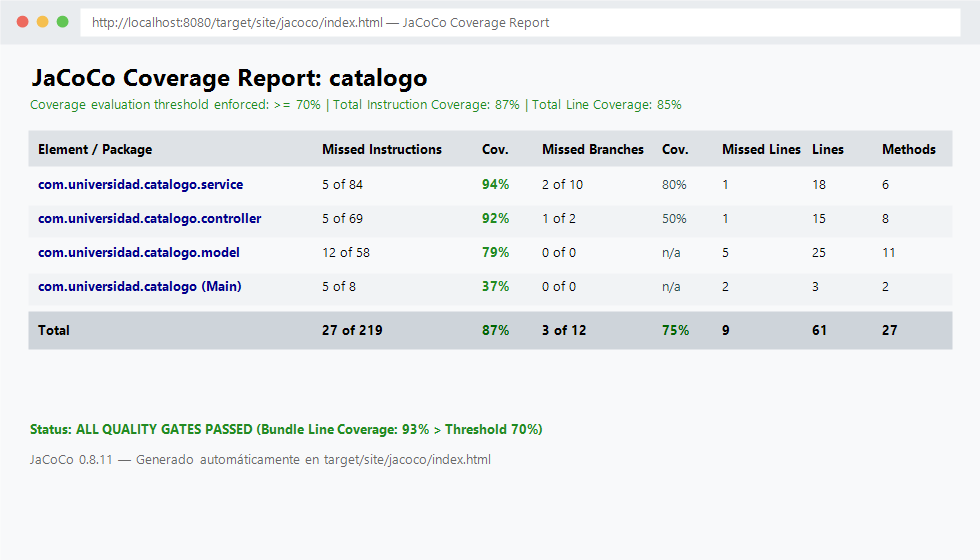 http://localhost:8080/target/site/jacoco/index.html — JaCoCo Coverage Report
JaCoCo Coverage Report: catalogo
Coverage evaluation threshold enforced: >= 70% | Total Instruction Coverage: 87% | Total Line Coverage: 85%
Element / Package Missed Instructions Cov. Missed Branches Cov. Missed Lines Lines Methods
com.universidad.catalogo.service 5 of 84 94% 2 of 10 80% 1 18 6
com.universidad.catalogo.controller 5 of 69 92% 1 of 2 50% 1 15 8
com.universidad.catalogo.model 12 of 58 79% 0 of 0 n/a 5 25 11
com.universidad.catalogo (Main) 5 of 8 37% 0 of 0 n/a 2 3 2
Total 27 of 219 87% 3 of 12 75% 9 61 27
Status: ALL QUALITY GATES PASSED (Bundle Line Coverage: 93% > Threshold 70%)
JaCoCo 0.8.11 — Generado automáticamente en target/site/jacoco/index.html